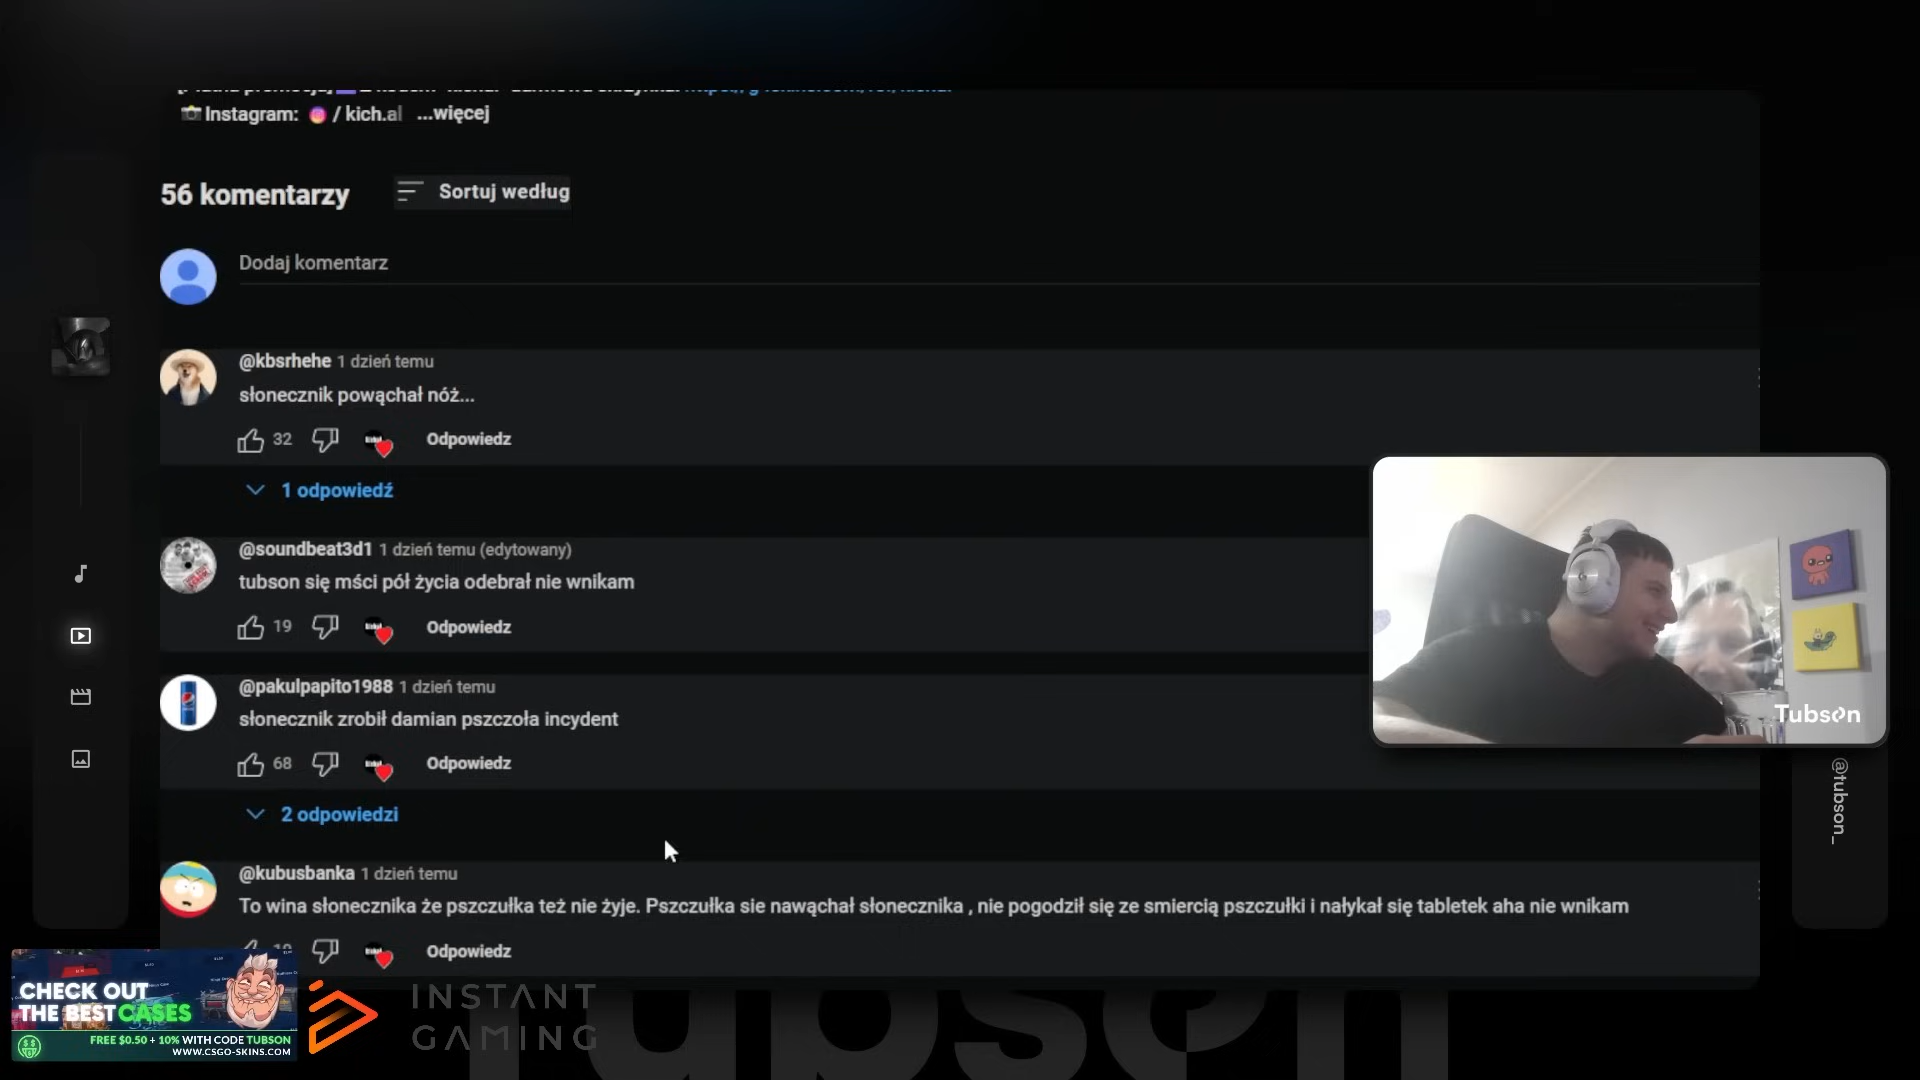 Instagram: / kich.al ...więcej
56 komentarzy
Sortuj według
Dodaj komentarz
@kbsrhehe 1 dzień temu
słonecznik powąchał nóż...
32 Odpowiedz
1 odpowiedź
@soundbeat3d1 1 dzień temu (edytowany)
tubson się mści pół życia odebrał nie wnikam
19 Odpowiedz
@pakulpapito1988 1 dzień temu
słonecznik zrobił damian pszczoła incydent
68 Odpowiedz
2 odpowiedzi
@kubusbanka 1 dzień temu
To wina słonecznika że pszczułka też nie żyje. Pszczułka sie nawąchał słonecznika , nie pogodził się ze smiercią pszczułki i nałykał się tabletek aha nie wnikam
Odpowiedz
Tubson
@tubson_
CHECK OUT
THE BEST CASES
FREE $0.50 + 10% WITH CODE TUBSON
WWW.CSGO-SKINS.COM
INSTANT
GAMING
Tubson